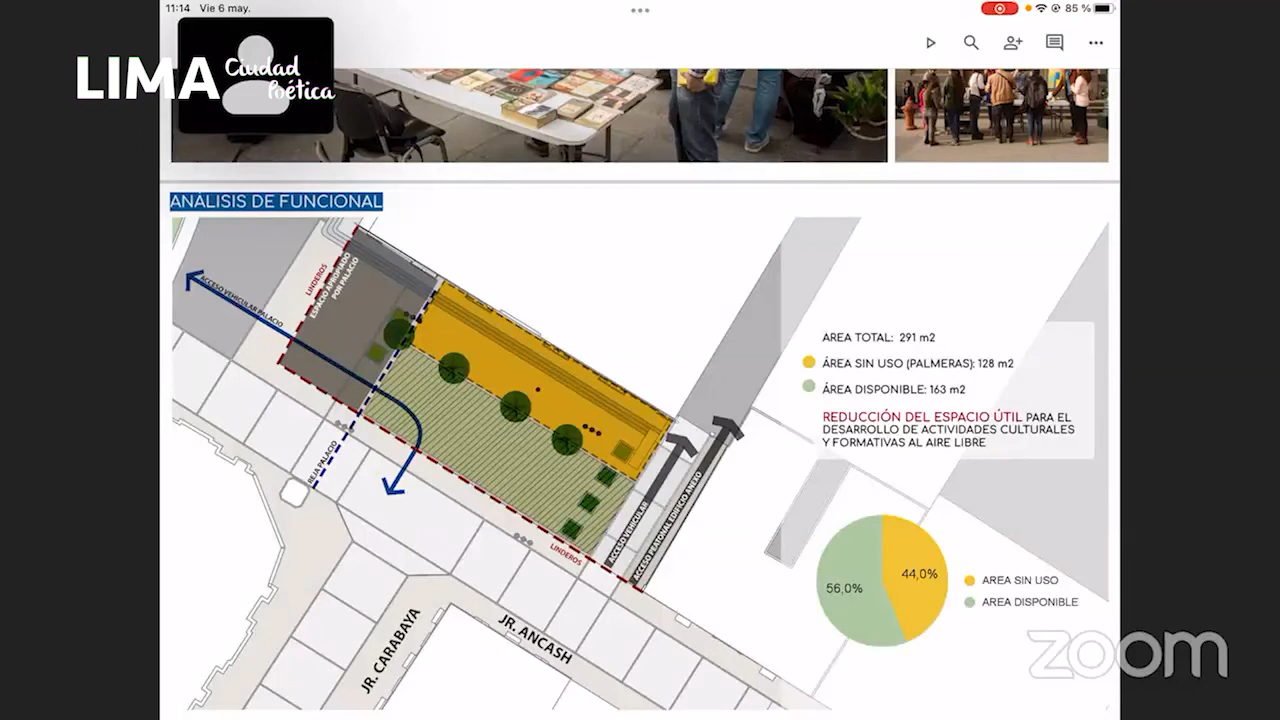 11:14 Vie 6 may.
85 %
LIMA
Ciudad
Poética
ANÁLISIS DE FUNCIONAL
LINDEROS
ESPACIO APROPIADO
POR PALACIO
ACCESO VEHICULAR PALACIO
REJA PALACIO
LINDEROS
ACCESO VEHICULAR
ACCESO PEATONAL EDIFICIO ANEXO
JR. CARABAYA
JR. ANCASH
AREA TOTAL: 291 m2
ÁREA SIN USO (PALMERAS): 128 m2
ÁREA DISPONIBLE: 163 m2
REDUCCIÓN DEL ESPACIO ÚTIL PARA EL
DESARROLLO DE ACTIVIDADES CULTURALES
Y FORMATIVAS AL AIRE LIBRE
56,0%
44,0%
AREA SIN USO
AREA DISPONIBLE
zoom